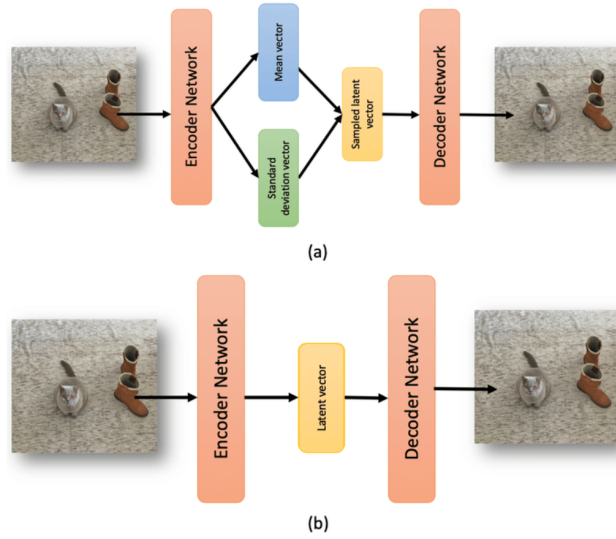 Encoder Network
Mean vector
Standard
deviation vector
Sampled latent
vector
Decoder Network
(a)
Encoder Network
Latent vector
Decoder Network
(b)